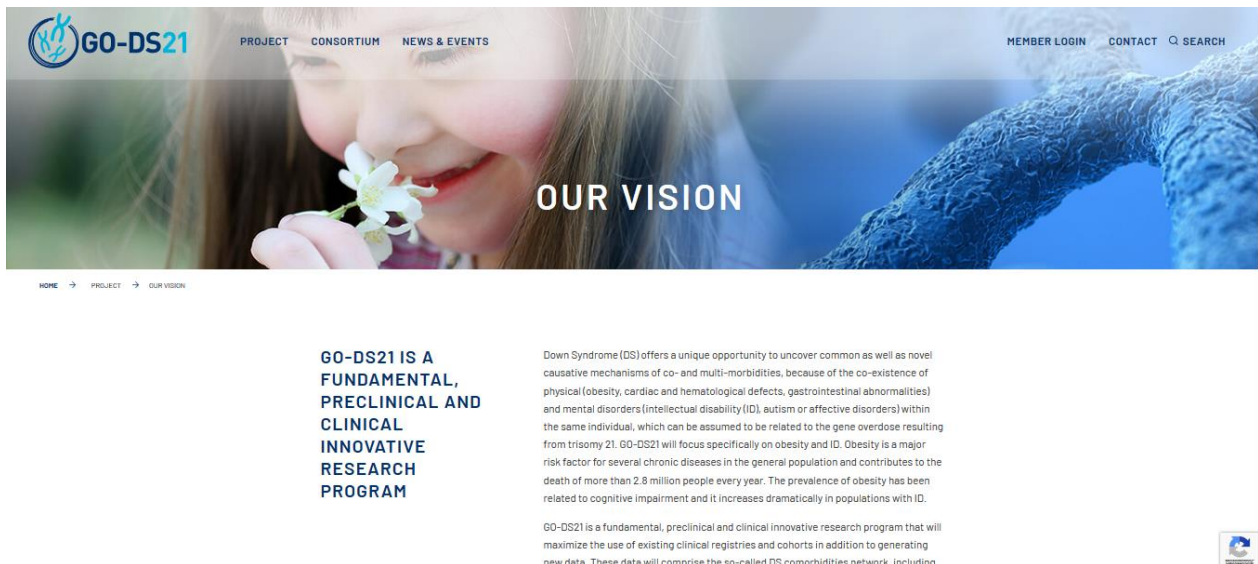 GO-DS21
PROJECT CONSORTIUM NEWS & EVENTS
MEMBER LOGIN CONTACT SEARCH
OUR VISION
HOME → PROJECT → OUR VISION
GO-DS21 IS A
FUNDAMENTAL,
PRECLINICAL AND
CLINICAL
INNOVATIVE
RESEARCH
PROGRAM
Down Syndrome (DS) offers a unique opportunity to uncover common as well as novel
causative mechanisms of co- and multi-morbidities, because of the co-existence of
physical (obesity, cardiac and hematological defects, gastrointestinal abnormalities)
and mental disorders (intellectual disability (ID), autism or affective disorders) within
the same individual, which can be assumed to be related to the gene overdose resulting
from trisomy 21. GO-DS21 will focus specifically on obesity and ID. Obesity is a major
risk factor for several chronic diseases in the general population and contributes to the
death of more than 2.8 million people every year. The prevalence of obesity has been
related to cognitive impairment and it increases dramatically in populations with ID.
GO-DS21 is a fundamental, preclinical and clinical innovative research program that will
maximize the use of existing clinical registries and cohorts in addition to generating
new data. These data will comprise the so-called DS comorbidities network, including